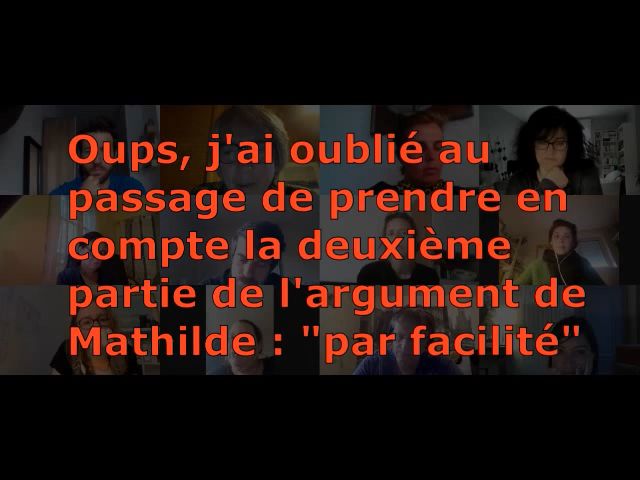 Oups, j'ai oublié au
passage de prendre en
compte la deuxième
partie de l'argument de
Mathilde : "par facilité"